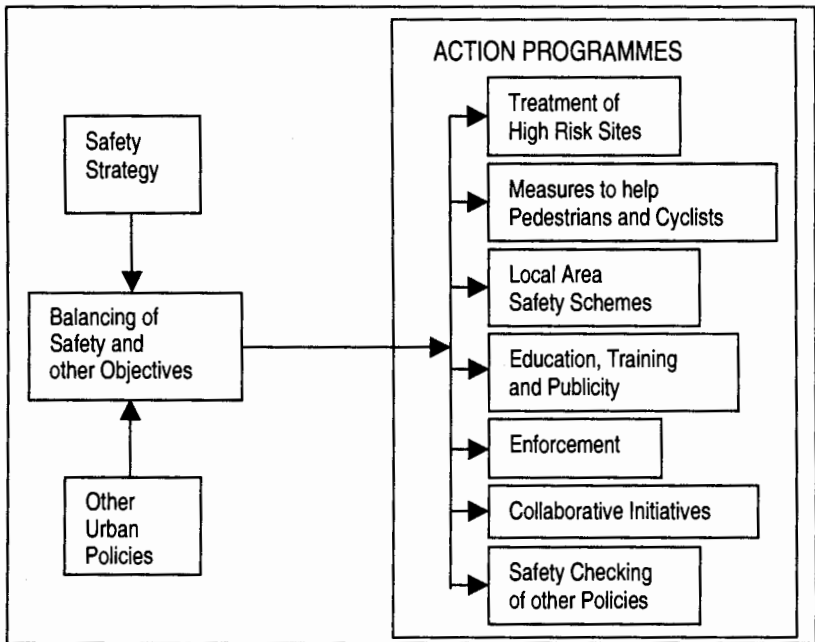 Safety
Strategy
Balancing of
Safety and
other Objectives
Other
Urban
Policies
ACTION PROGRAMMES
Treatment of
High Risk Sites
Measures to help
Pedestrians and Cyclists
Local Area
Safety Schemes
Education, Training
and Publicity
Enforcement
Collaborative Initiatives
Safety Checking
of other Policies